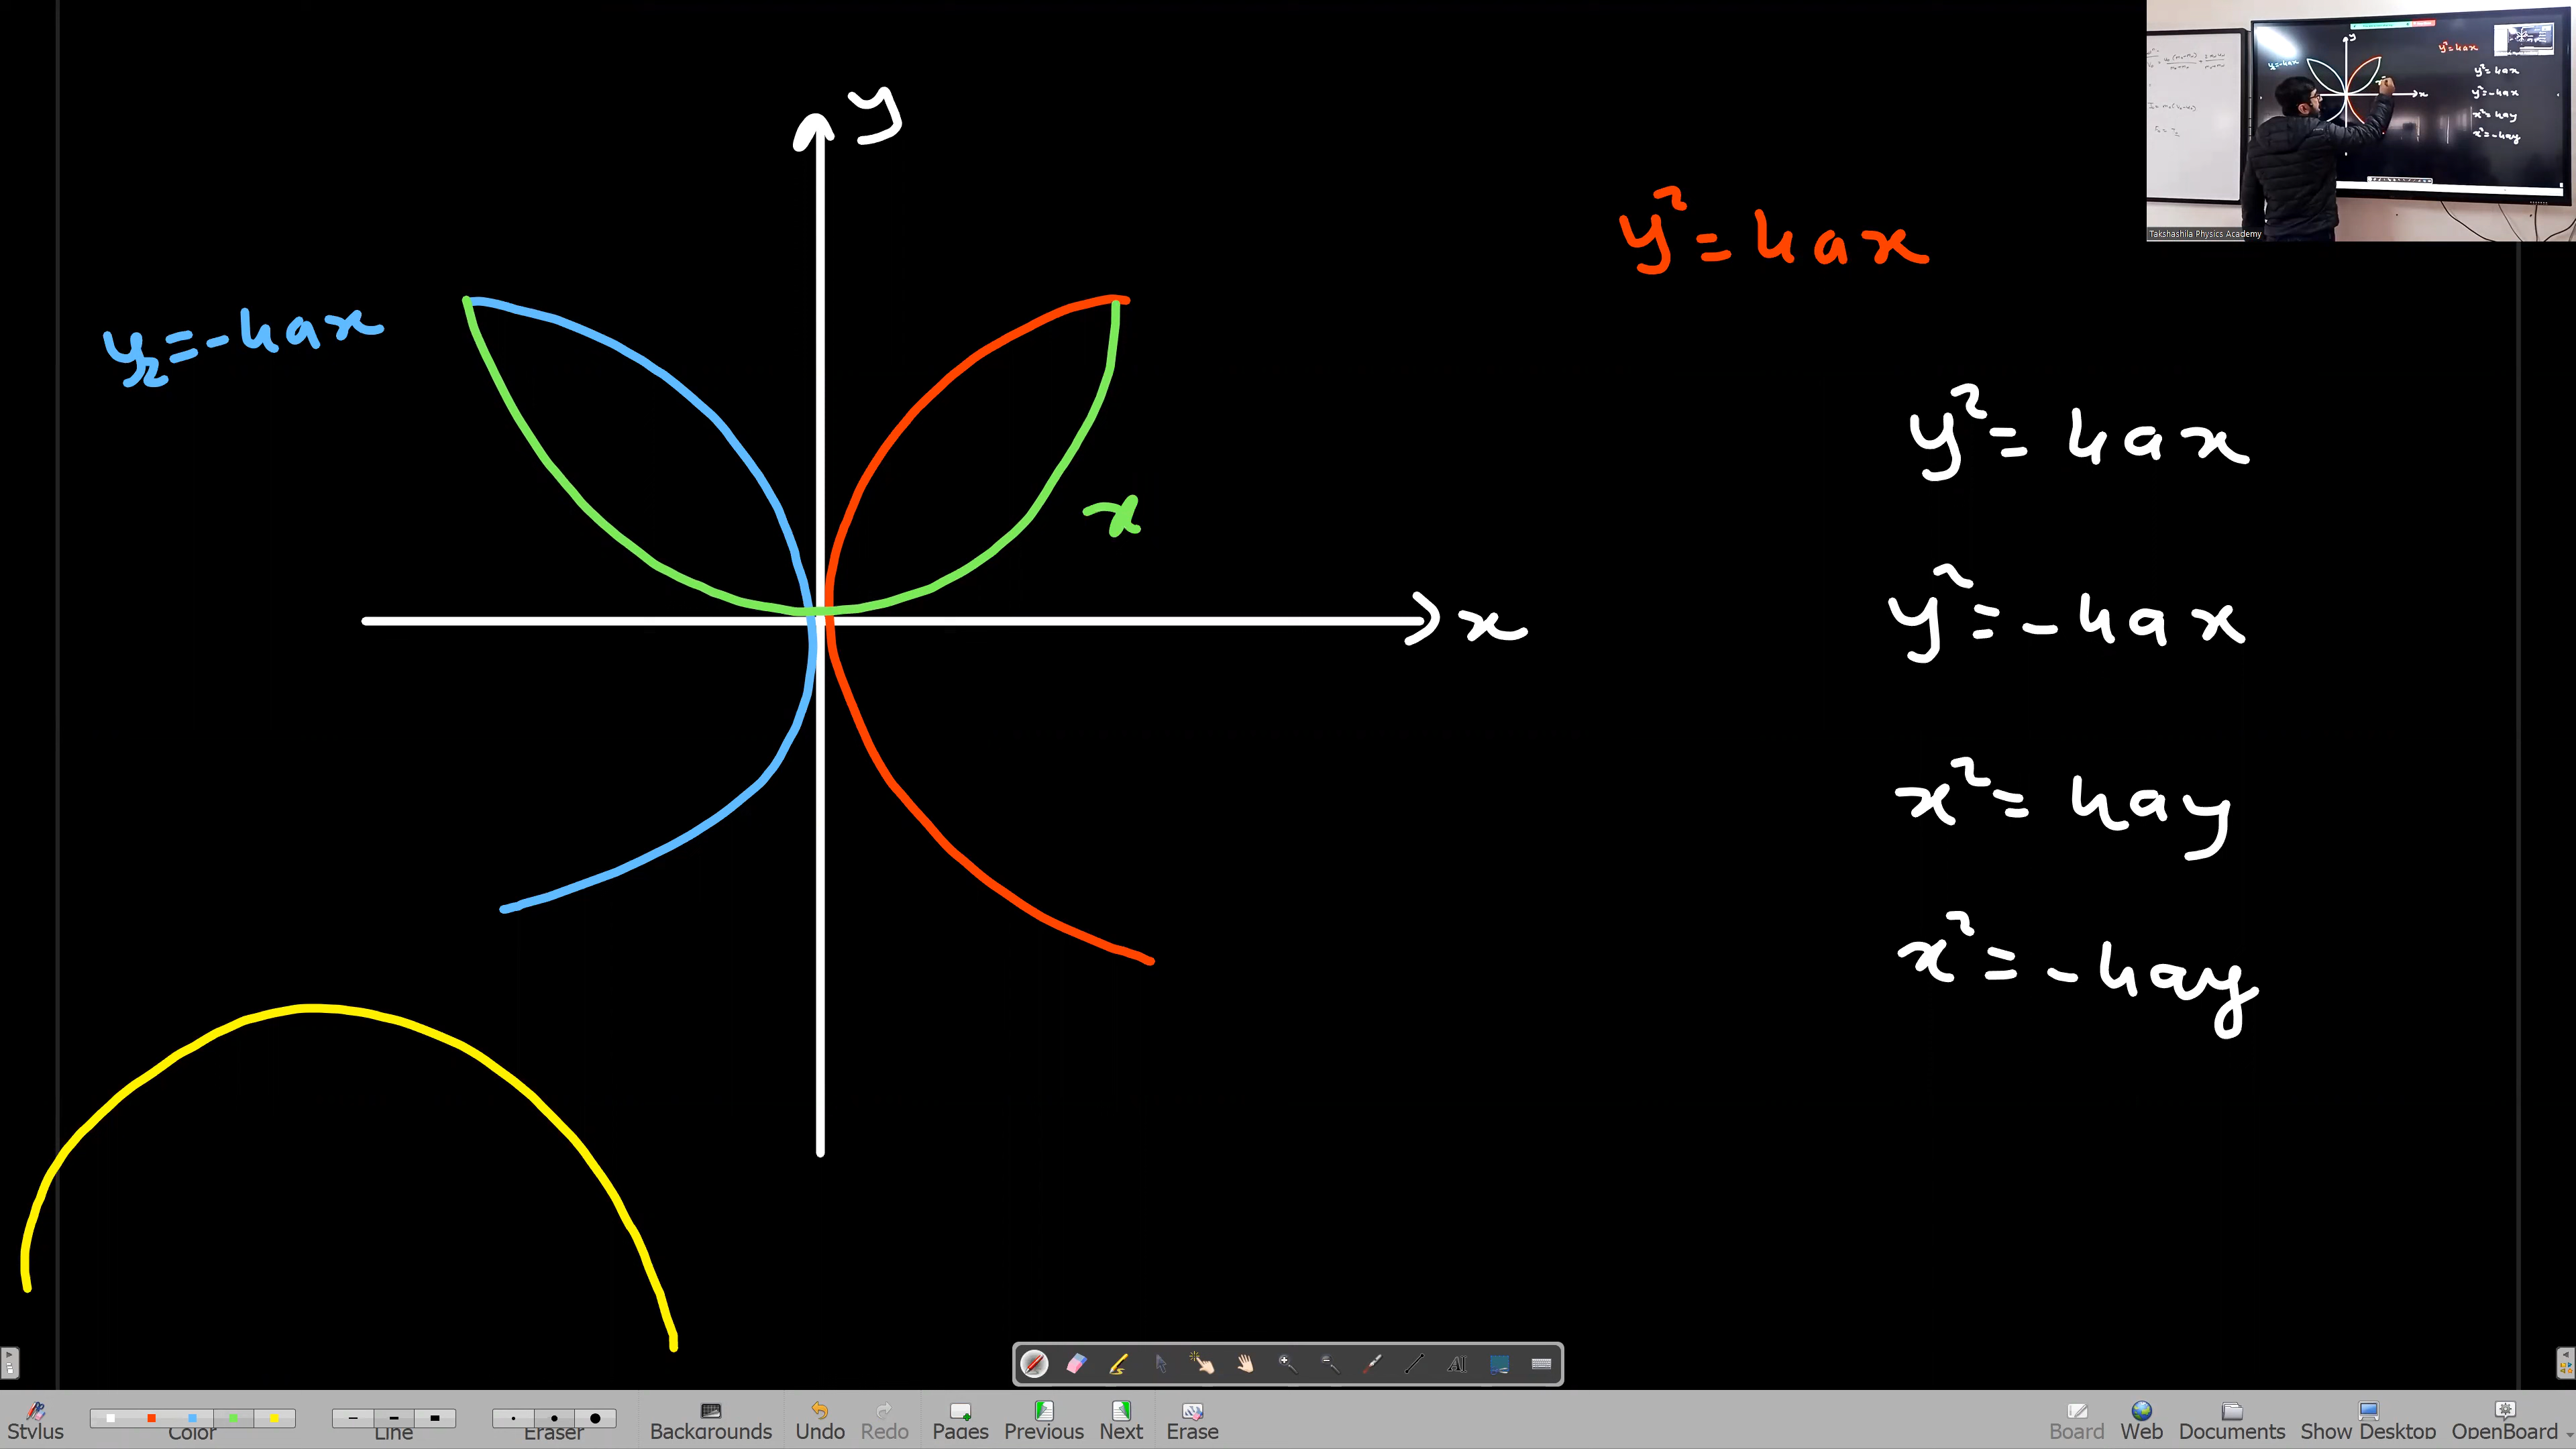 y
y² = 4ax
y² = -4ax
x
x
y² = 4ax
y² = -4ax
x² = 4ay
x² = -4ay
Takshashila Physics Academy
Stylus
Color
Line
Eraser
Backgrounds
Undo
Redo
Pages
Previous
Next
Erase
Board
Web
Documents
Show Desktop
OpenBoard